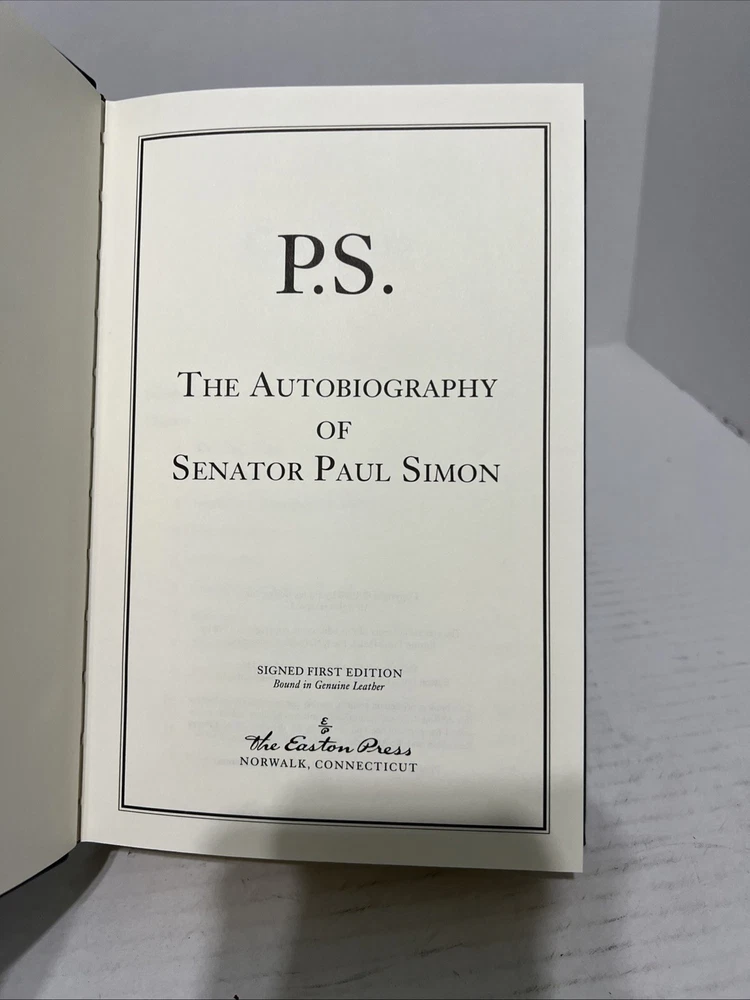 P.S.
THE AUTOBIOGRAPHY
OF
SENATOR PAUL SIMON
SIGNED FIRST EDITION
Bound in Genuine Leather
E
P
The Easton Press
NORWALK, CONNECTICUT